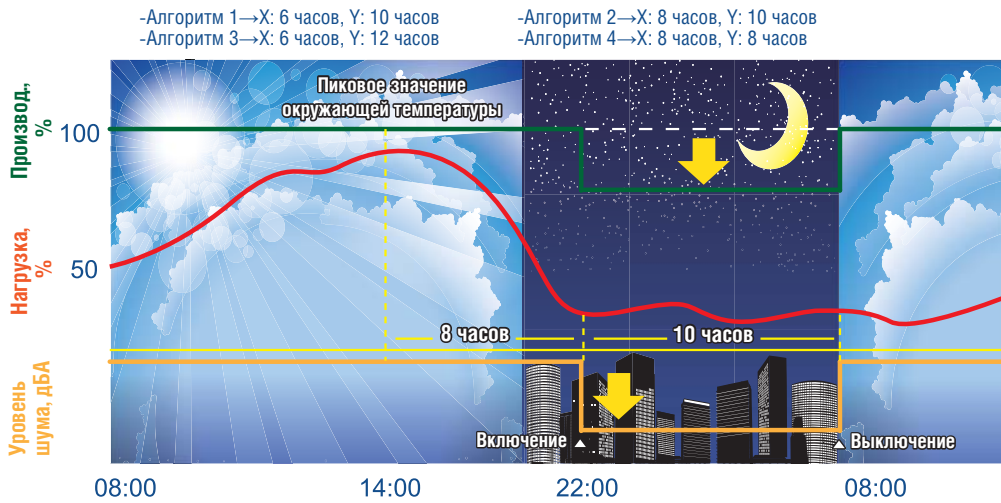 -Алгоритм 1→X: 6 часов, Y: 10 часов
-Алгоритм 2→X: 8 часов, Y: 10 часов
-Алгоритм 3→X: 6 часов, Y: 12 часов
-Алгоритм 4→X: 8 часов, Y: 8 часов
Пиковое значение
окружающей температуры
Производ.,
%
100
Нагрузка,
%
50
8 часов
10 часов
Уровень
шума, дБА
Включение
Выключение
08:00
14:00
22:00
08:00